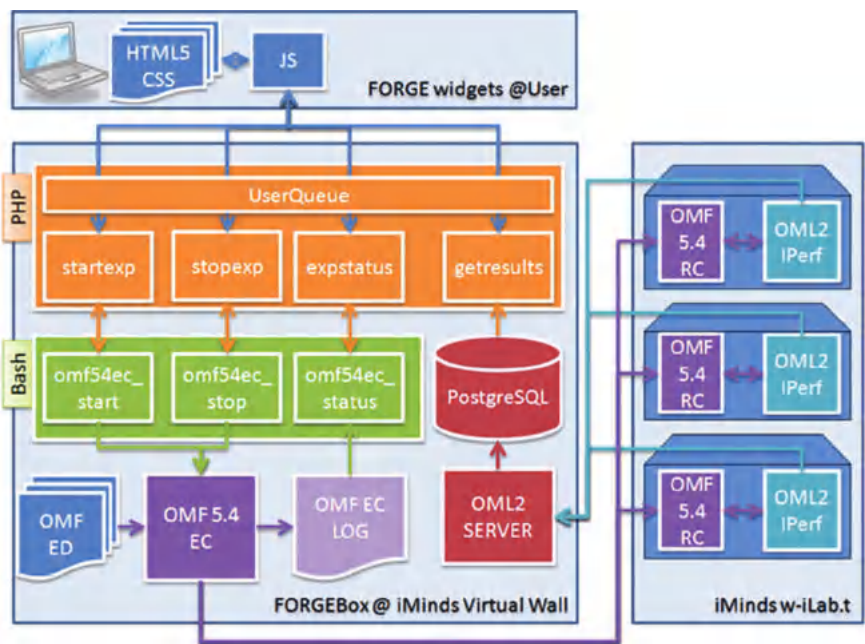 HTML5
CSS
JS
FORGE widgets @User
PHP
UserQueue
startexp
stopexp
expstatus
getresults
Bash
omf54ec_
start
omf54ec_
stop
omf54ec_
status
PostgreSQL
OMF
ED
OMF 5.4
EC
OMF EC
LOG
OML2
SERVER
FORGEBox @ iMinds Virtual Wall
OMF
5.4
RC
OML2
IPerf
OMF
5.4
RC
OML2
IPerf
OMF
5.4
RC
OML2
IPerf
iMinds w-iLab.t